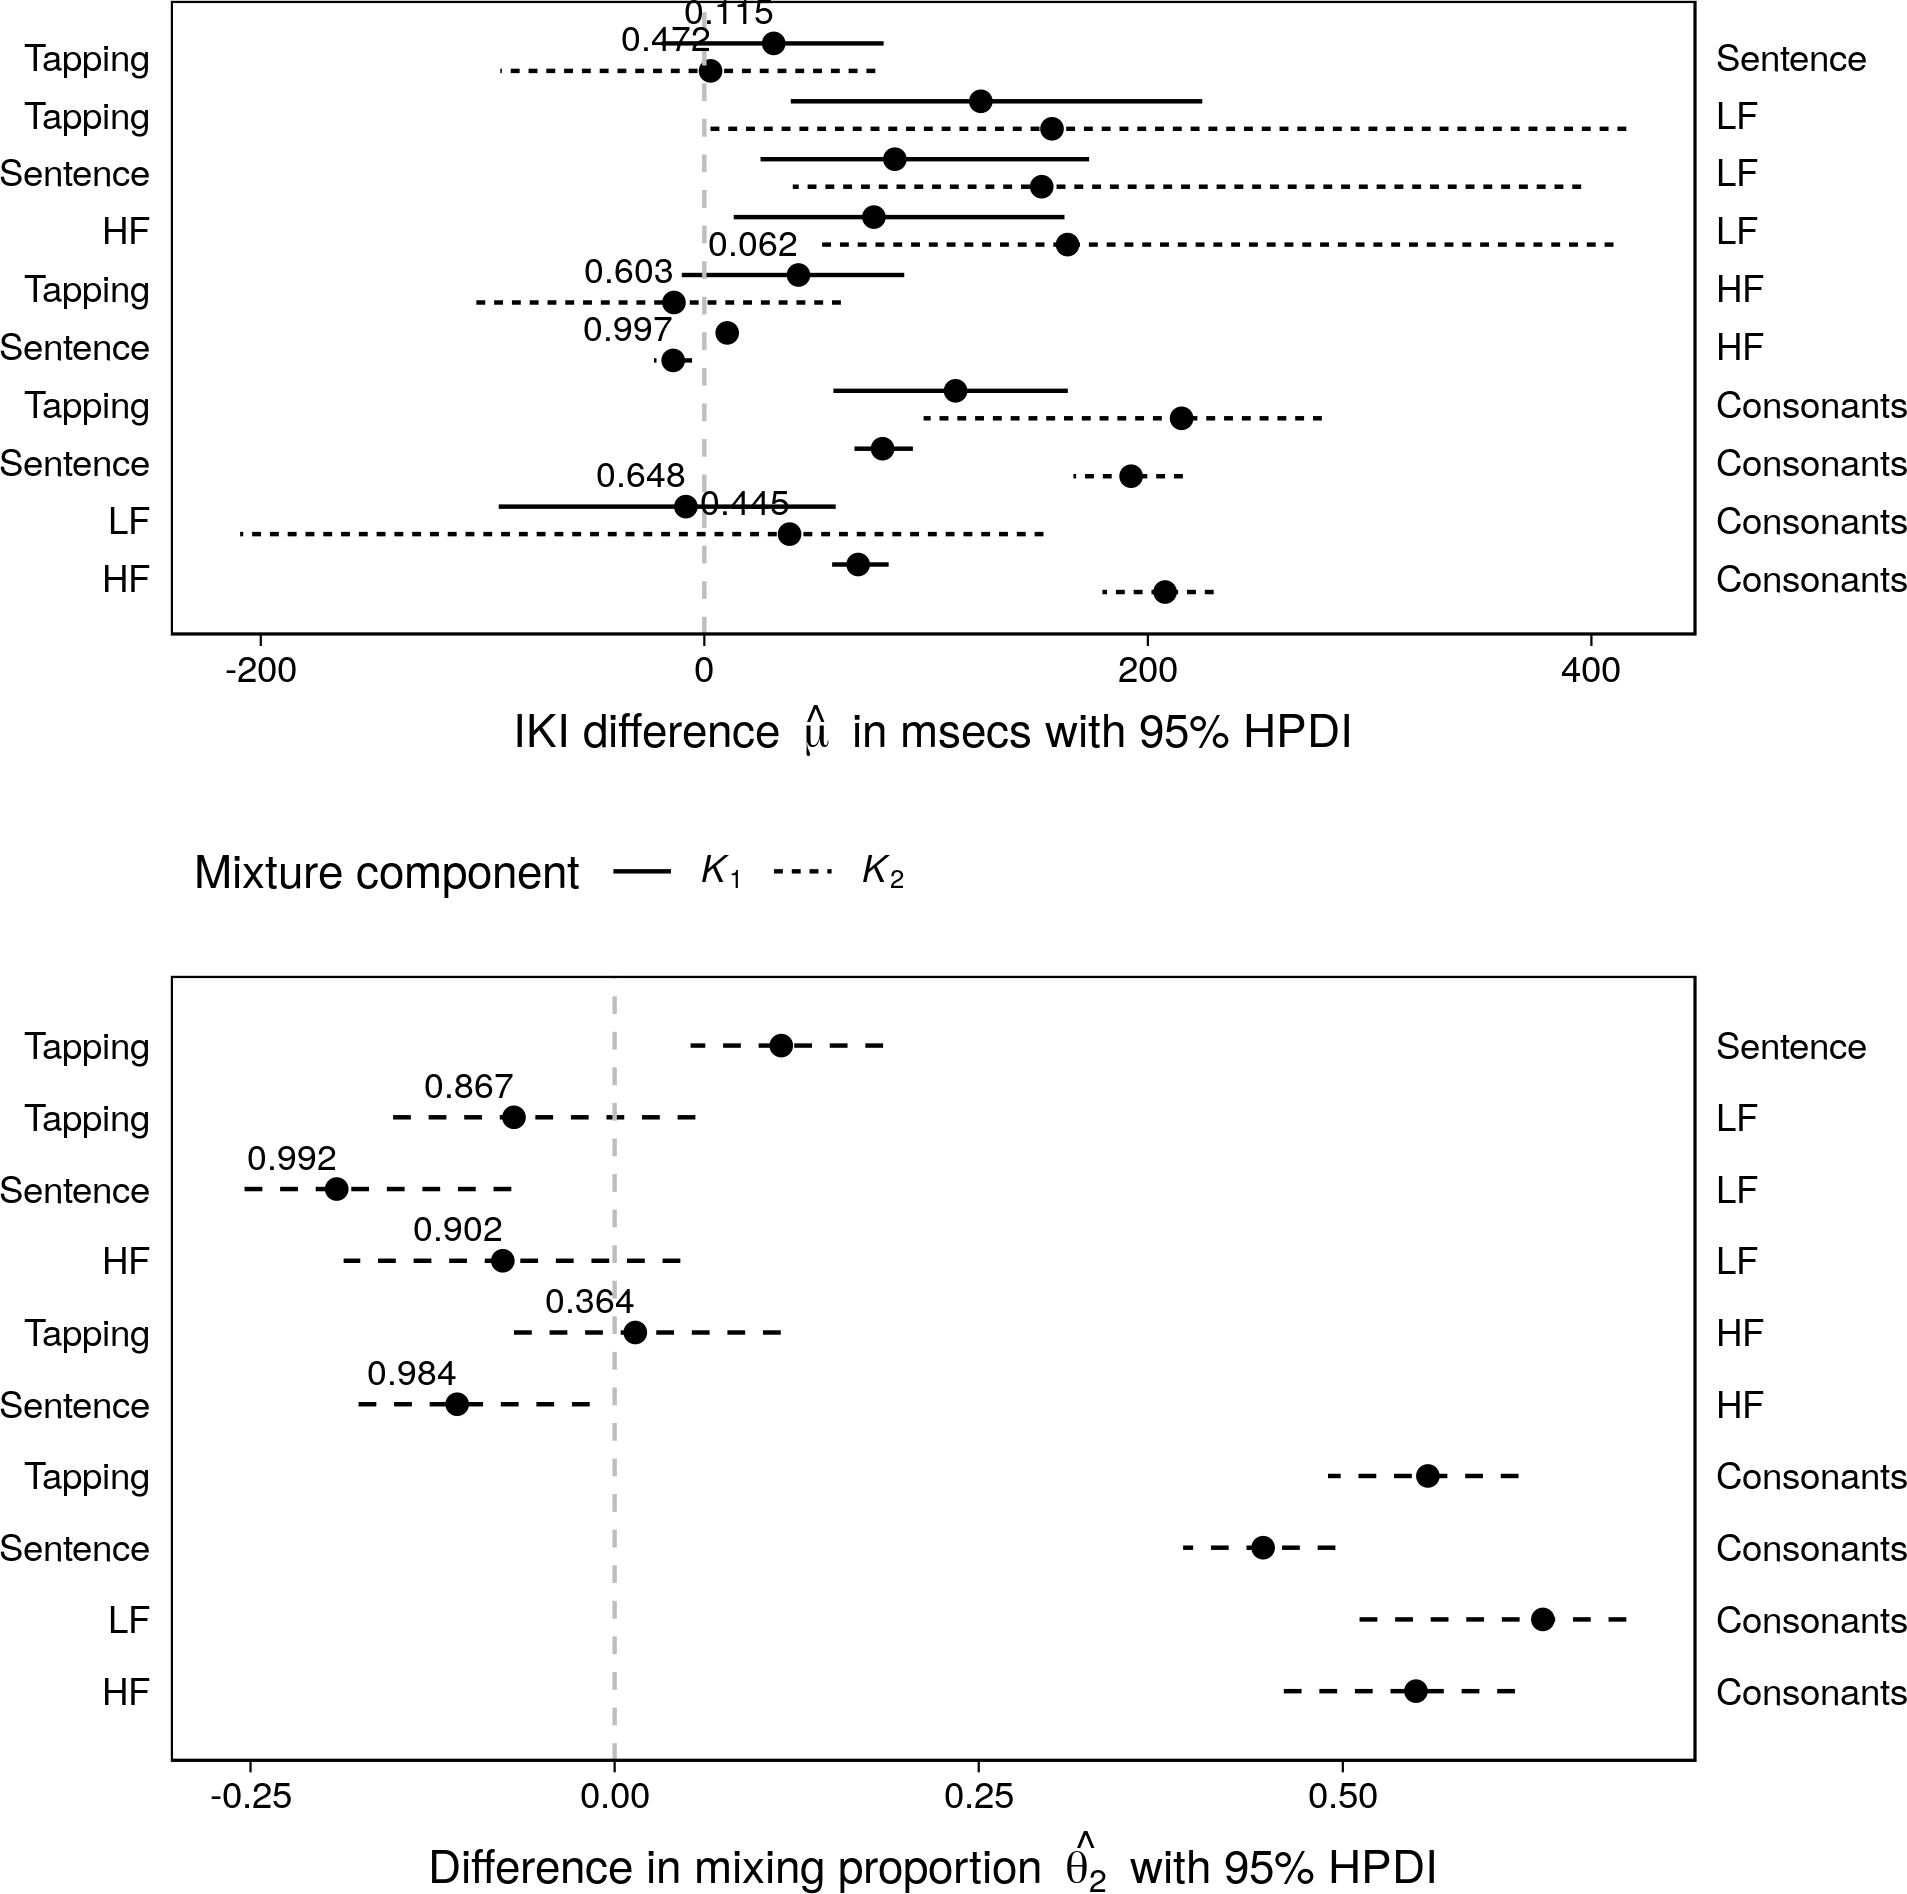 0.115
0.472
Tapping Sentence
Tapping LF
Sentence LF
HF LF
0.062
0.603
Tapping HF
0.997
Sentence HF
Tapping Consonants
Sentence Consonants
0.648
0.445
LF Consonants
HF Consonants
-200 0 200 400
IKI difference μ̂ in msecs with 95% HPDI
Mixture component K₁ K₂
Tapping Sentence
0.867
Tapping LF
0.992
Sentence LF
0.902
HF LF
0.364
Tapping HF
0.984
Sentence HF
Tapping Consonants
Sentence Consonants
LF Consonants
HF Consonants
-0.25 0.00 0.25 0.50
Difference in mixing proportion θ̂₂ with 95% HPDI